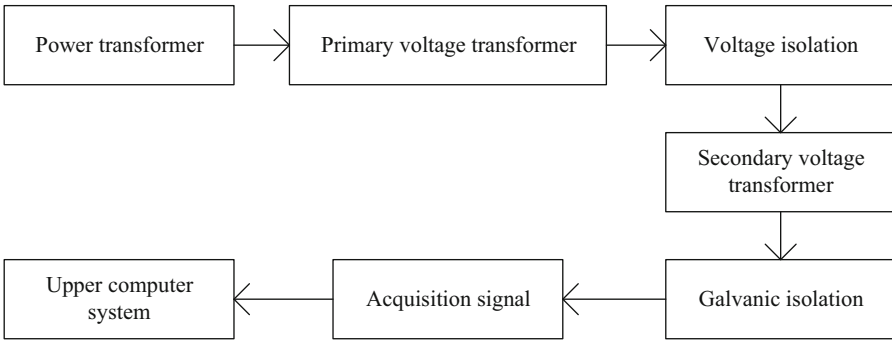 Power transformer
Primary voltage transformer
Voltage isolation
Secondary voltage
transformer
Galvanic isolation
Acquisition signal
Upper computer
system